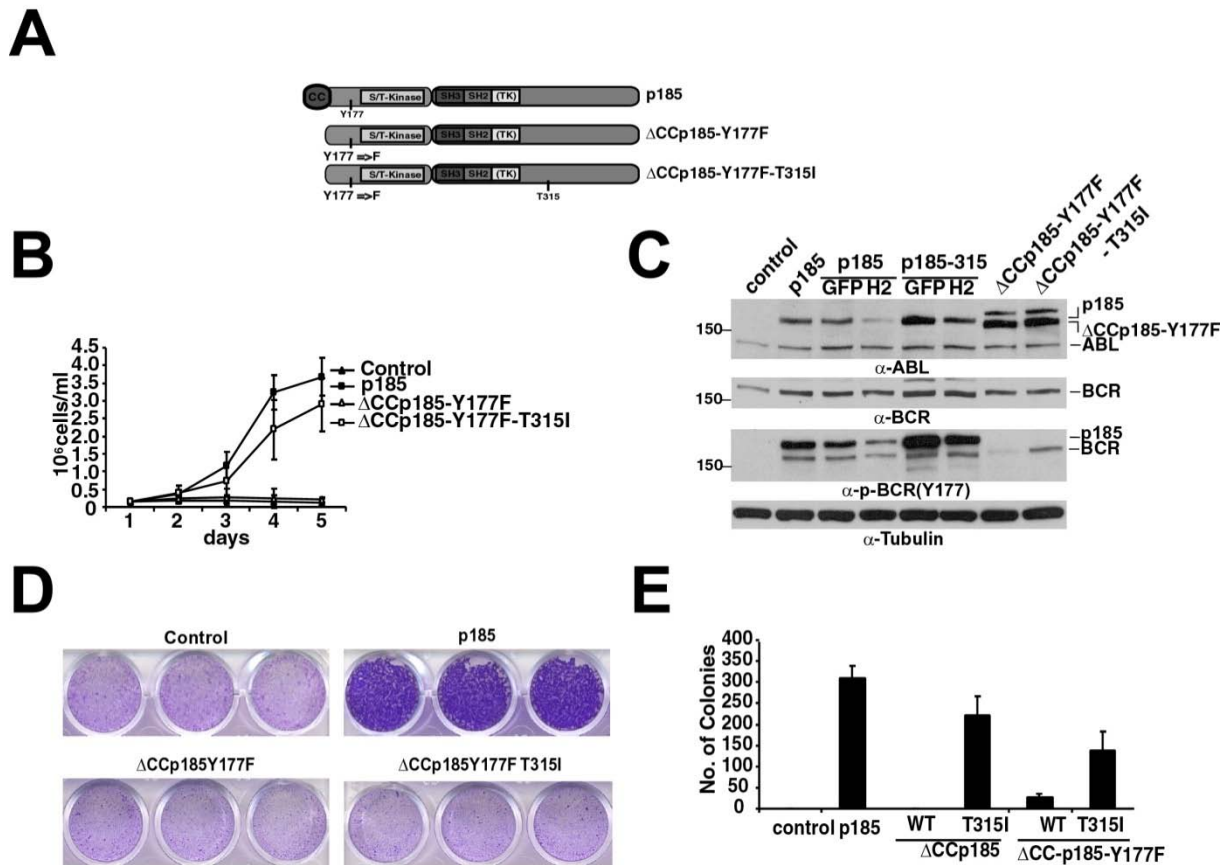 A
CC S/T-Kinase SH3 SH2 (TK) p185
Y177
S/T-Kinase SH3 SH2 (TK) ΔCCp185-Y177F
Y177 =>F
S/T-Kinase SH3 SH2 (TK) ΔCCp185-Y177F-T315I
Y177 =>F T315
B
4.5
4.0
3.5
3.0
2.5
2.0
1.5
1.0
0.5
0
10⁶cells/ml
1 2 3 4 5
days
Control
p185
ΔCCp185-Y177F
ΔCCp185-Y177F-T315I
C
control
p185
p185
GFP H2
p185-315
GFP H2
ΔCCp185-Y177F
ΔCCp185-Y177F
-T315I
p185
150
ΔCCp185-Y177F
ABL
α-ABL
150
BCR
α-BCR
p185
BCR
150
α-p-BCR(Y177)
α-Tubulin
D
Control p185
ΔCCp185Y177F ΔCCp185Y177F T315I
E
No. of Colonies
400
350
300
250
200
150
100
50
0
control p185 WT T315I WT T315I
ΔCCp185 ΔCC-p185-Y177F